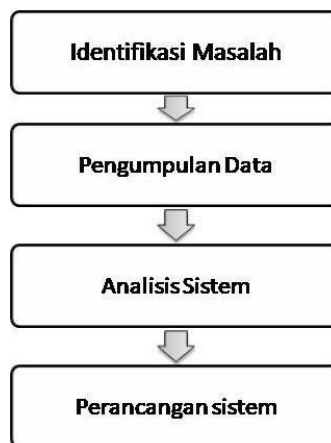 Identifikasi Masalah
Pengumpulan Data
Analisis Sistem
Perancangan sistem